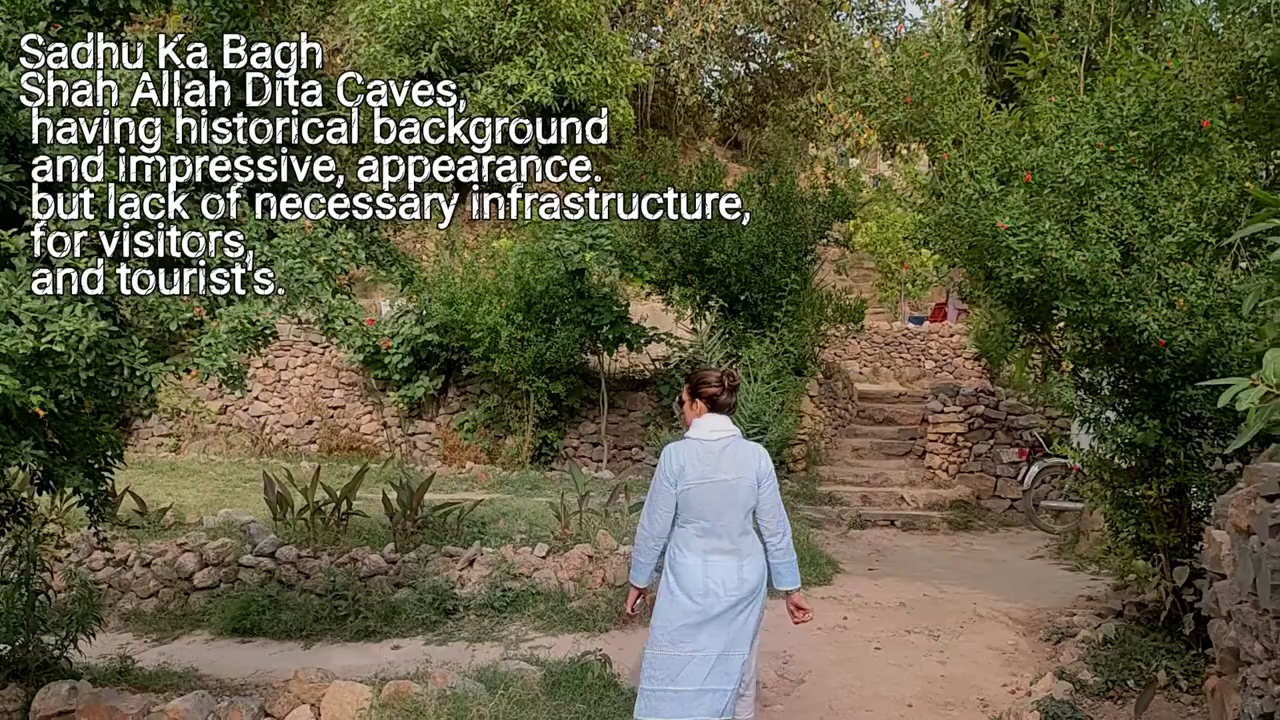 Sadhu Ka Bagh
Shah Allah Dita Caves,
having historical background
and impressive, appearance.
but lack of necessary infrastructure,
for visitors,
and tourist's.